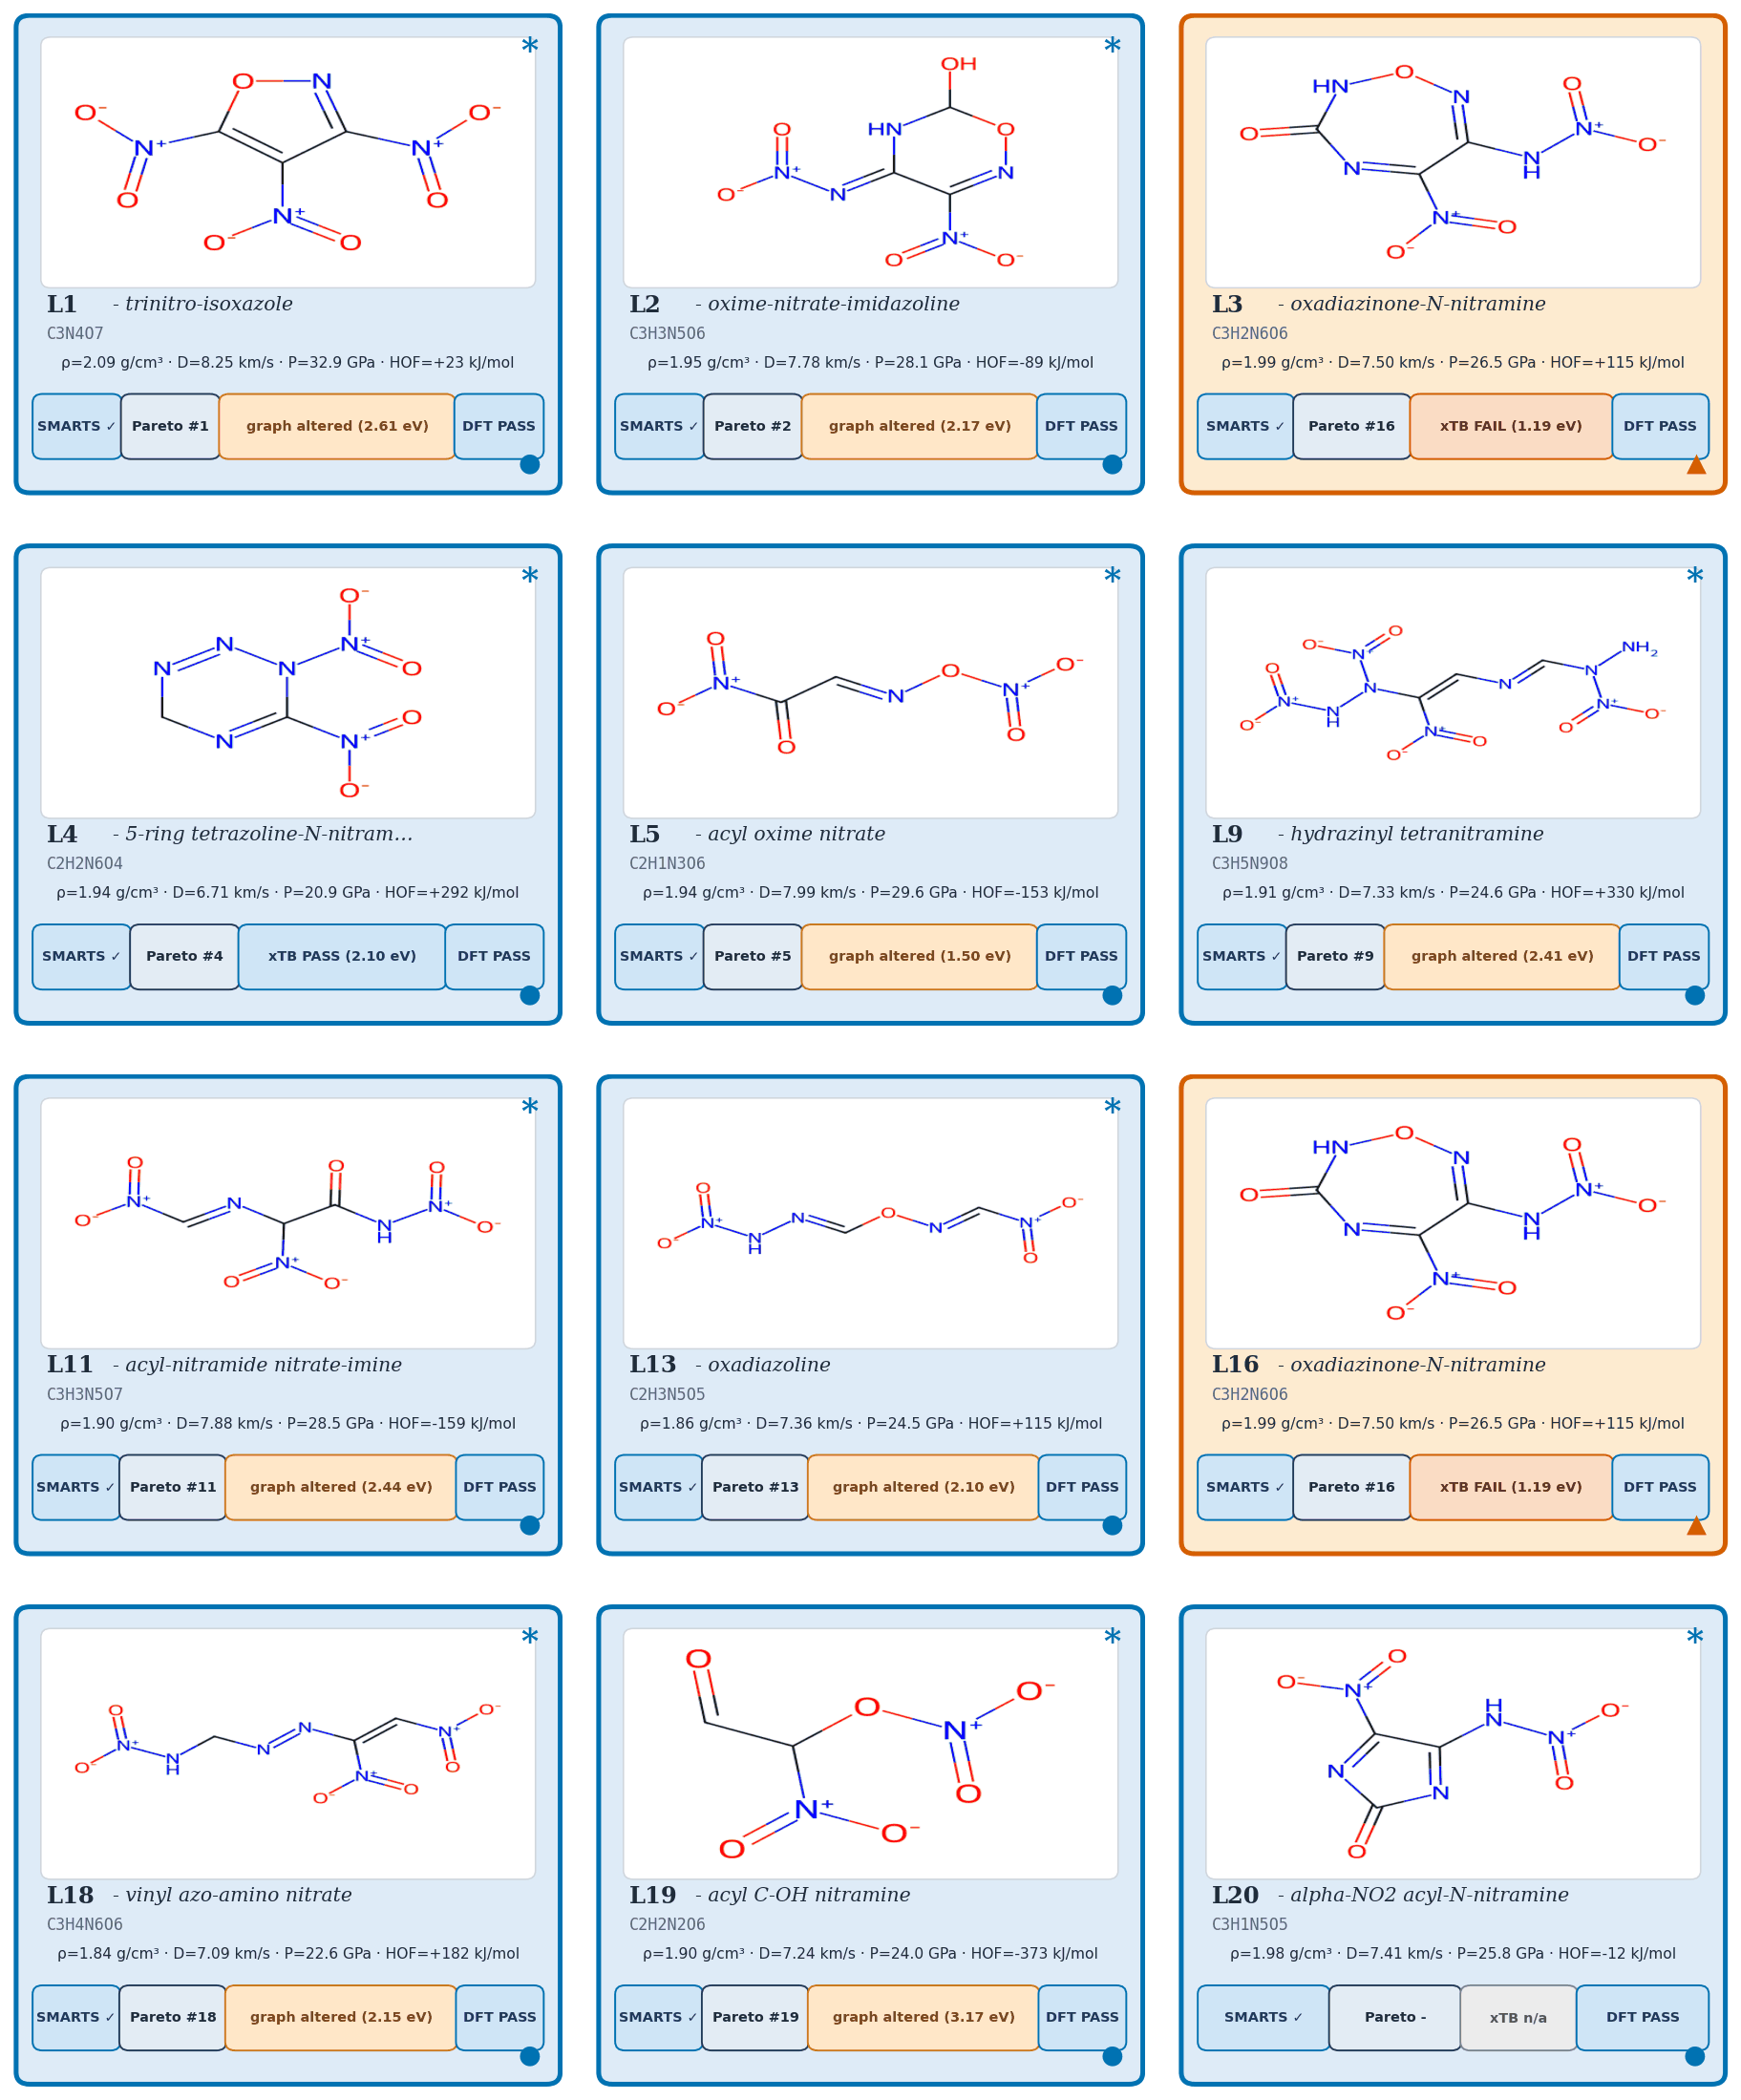 *
O N
O⁻ O⁻
N⁺ N⁺
O O
N⁺
O⁻ O
L1 - trinitro-isoxazole
C3N4O7
ρ=2.09 g/cm³ · D=8.25 km/s · P=32.9 GPa · HOF=+23 kJ/mol
SMARTS ✓ Pareto #1 graph altered (2.61 eV) DFT PASS
*
OH
O HN O
N⁺ N
O⁻ N
N⁺
O O⁻
L2 - oxime-nitrate-imidazoline
C3H3N5O6
ρ=1.95 g/cm³ · D=7.78 km/s · P=28.1 GPa · HOF=-89 kJ/mol
SMARTS ✓ Pareto #2 graph altered (2.17 eV) DFT PASS
O
HN N O
O N⁺ O⁻
N N
H
N⁺ O
O⁻
L3 - oxadiazinone-N-nitramine
C3H2N6O6
ρ=1.99 g/cm³ · D=7.50 km/s · P=26.5 GPa · HOF=+115 kJ/mol
SMARTS ✓ Pareto #16 xTB FAIL (1.19 eV) DFT PASS
*
O⁻
N N⁺
N N O
O
N N⁺
O⁻
L4 - 5-ring tetrazoline-N-nitram…
C2H2N6O4
ρ=1.94 g/cm³ · D=6.71 km/s · P=20.9 GPa · HOF=+292 kJ/mol
SMARTS ✓ Pareto #4 xTB PASS (2.10 eV) DFT PASS
*
O O O⁻
N⁺ N N⁺
O⁻
O O
L5 - acyl oxime nitrate
C2H1N3O6
ρ=1.94 g/cm³ · D=7.99 km/s · P=29.6 GPa · HOF=-153 kJ/mol
SMARTS ✓ Pareto #5 graph altered (1.50 eV) DFT PASS
*
O⁻ O NH₂
N⁺
O N N N
N⁺ N N⁺ O⁻
O⁻ H N⁺ O O
O⁻
L9 - hydrazinyl tetranitramine
C3H5N9O8
ρ=1.91 g/cm³ · D=7.33 km/s · P=24.6 GPa · HOF=+330 kJ/mol
SMARTS ✓ Pareto #9 graph altered (2.41 eV) DFT PASS
*
O O O
N⁺ N N⁺
O⁻ N O⁻
H
N⁺
O O⁻
L11 - acyl-nitramide nitrate-imine
C3H3N5O7
ρ=1.90 g/cm³ · D=7.88 km/s · P=28.5 GPa · HOF=-159 kJ/mol
SMARTS ✓ Pareto #11 graph altered (2.44 eV) DFT PASS
*
O O⁻
N⁺ N O N N⁺
O⁻ N O
H
L13 - oxadiazoline
C2H3N5O5
ρ=1.86 g/cm³ · D=7.36 km/s · P=24.5 GPa · HOF=+115 kJ/mol
SMARTS ✓ Pareto #13 graph altered (2.10 eV) DFT PASS
O
HN N O
O N⁺ O⁻
N N
H
N⁺ O
O⁻
L16 - oxadiazinone-N-nitramine
C3H2N6O6
ρ=1.99 g/cm³ · D=7.50 km/s · P=26.5 GPa · HOF=+115 kJ/mol
SMARTS ✓ Pareto #16 xTB FAIL (1.19 eV) DFT PASS
*
O O⁻
N⁺ N N N⁺
O⁻ N O
H N⁺ O
O⁻
L18 - vinyl azo-amino nitrate
C3H4N6O6
ρ=1.84 g/cm³ · D=7.09 km/s · P=22.6 GPa · HOF=+182 kJ/mol
SMARTS ✓ Pareto #18 graph altered (2.15 eV) DFT PASS
*
O
O O⁻
N⁺
O
N⁺
O O⁻
L19 - acyl C-OH nitramine
C2H2N2O6
ρ=1.90 g/cm³ · D=7.24 km/s · P=24.0 GPa · HOF=-373 kJ/mol
SMARTS ✓ Pareto #19 graph altered (3.17 eV) DFT PASS
*
O
O⁻ N⁺ H O⁻
N N⁺
N N O
O
L20 - alpha-NO2 acyl-N-nitramine
C3H1N5O5
ρ=1.98 g/cm³ · D=7.41 km/s · P=25.8 GPa · HOF=-12 kJ/mol
SMARTS ✓ Pareto - xTB n/a DFT PASS